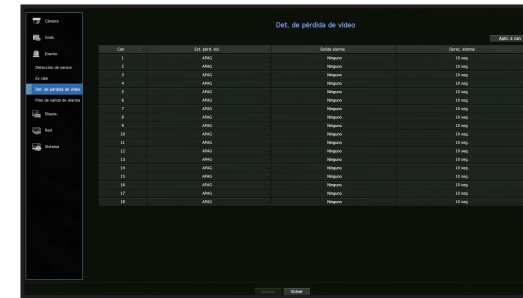 Cámara
Det. de pérdida de vídeo
Grab.
Aplic a can
Evento
Can Est. pérd. víd. Salida alarma Durac. alarma
1 APAG Ninguno 10 seg.
2 APAG Ninguno 10 seg.
3 APAG Ninguno 10 seg.
4 APAG Ninguno 10 seg.
5 APAG Ninguno 10 seg.
6 APAG Ninguno 10 seg.
7 APAG Ninguno 10 seg.
8 APAG Ninguno 10 seg.
9 APAG Ninguno 10 seg.
10 APAG Ninguno 10 seg.
11 APAG Ninguno 10 seg.
12 APAG Ninguno 10 seg.
13 APAG Ninguno 10 seg.
14 APAG Ninguno 10 seg.
15 APAG Ninguno 10 seg.
16 APAG Ninguno 10 seg.
17 APAG Ninguno 10 seg.
18 APAG Ninguno 10 seg.
Detección de sensor
Ev cám
Det. de pérdida de vídeo
Plan de salida de alarma
Dispos.
Red
Sistema
Aplicar Volver